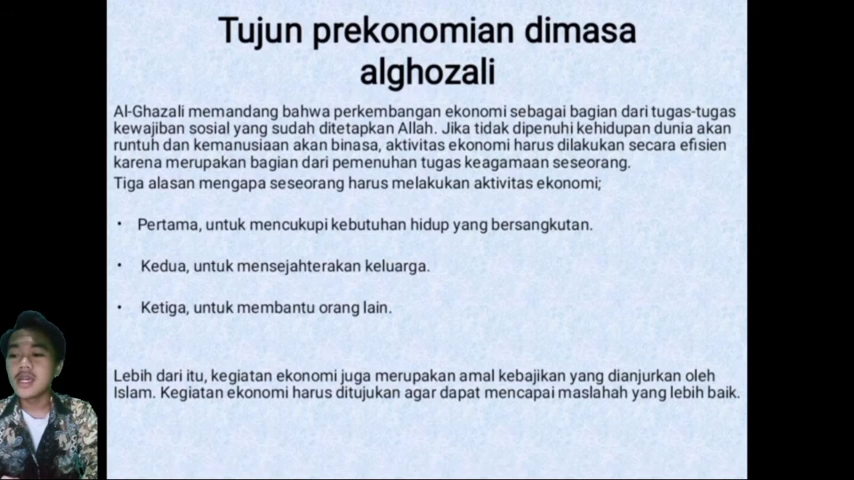 Tujun prekonomian dimasa
alghozali
Al-Ghazali memandang bahwa perkembangan ekonomi sebagai bagian dari tugas-tugas
kewajiban sosial yang sudah ditetapkan Allah. Jika tidak dipenuhi kehidupan dunia akan
runtuh dan kemanusiaan akan binasa, aktivitas ekonomi harus dilakukan secara efisien
karena merupakan bagian dari pemenuhan tugas keagamaan seseorang.
Tiga alasan mengapa seseorang harus melakukan aktivitas ekonomi;
• Pertama, untuk mencukupi kebutuhan hidup yang bersangkutan.
• Kedua, untuk mensejahterakan keluarga.
• Ketiga, untuk membantu orang lain.
Lebih dari itu, kegiatan ekonomi juga merupakan amal kebajikan yang dianjurkan oleh
Islam. Kegiatan ekonomi harus ditujukan agar dapat mencapai maslahah yang lebih baik.